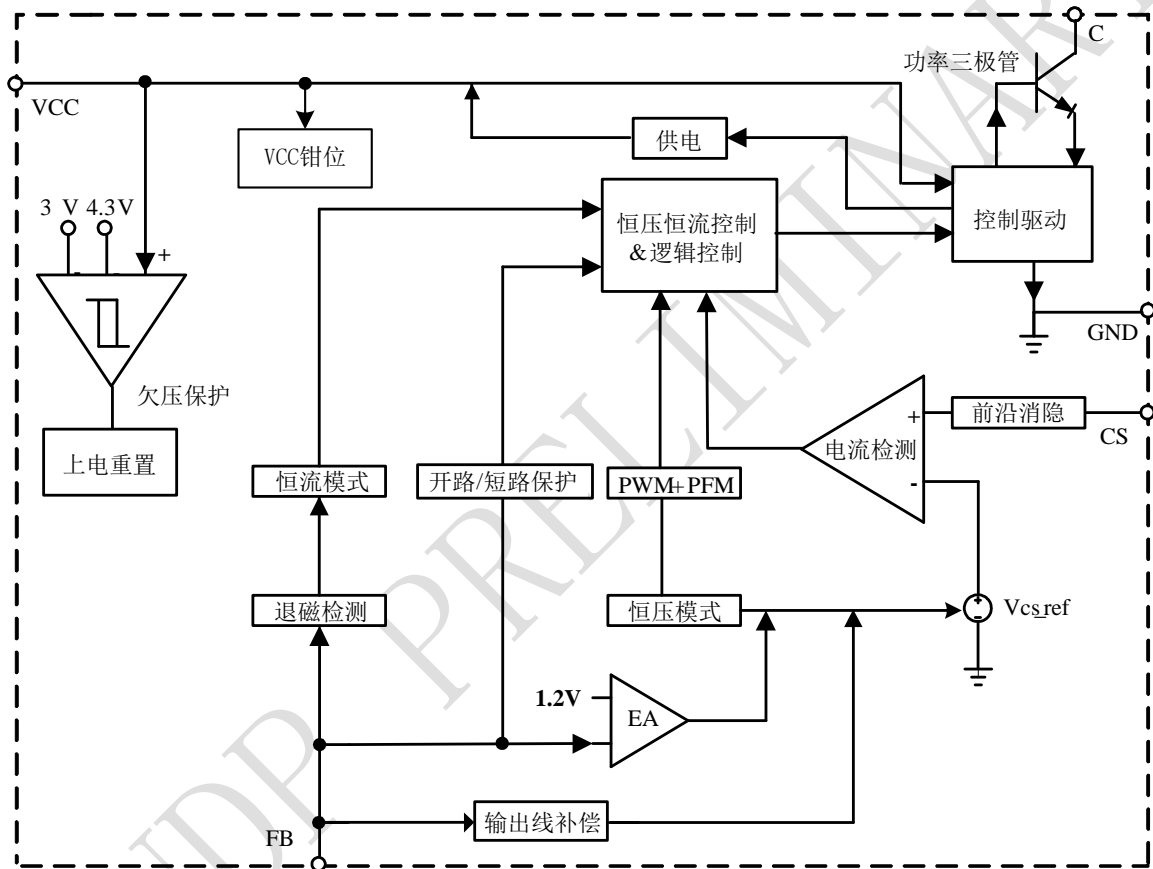 C
功率三极管
VCC
供电
VCC钳位
3 V 4.3V
恒压恒流控制
&逻辑控制
控制驱动
- - +
GND
欠压保护
+
前沿消隐
CS
电流检测
上电重置
恒流模式
开路/短路保护
PWM+PFM
-
退磁检测
恒压模式
+
-
Vcs_ref
1.2V
EA
输出线补偿
FB
NDP PRELIMINAR